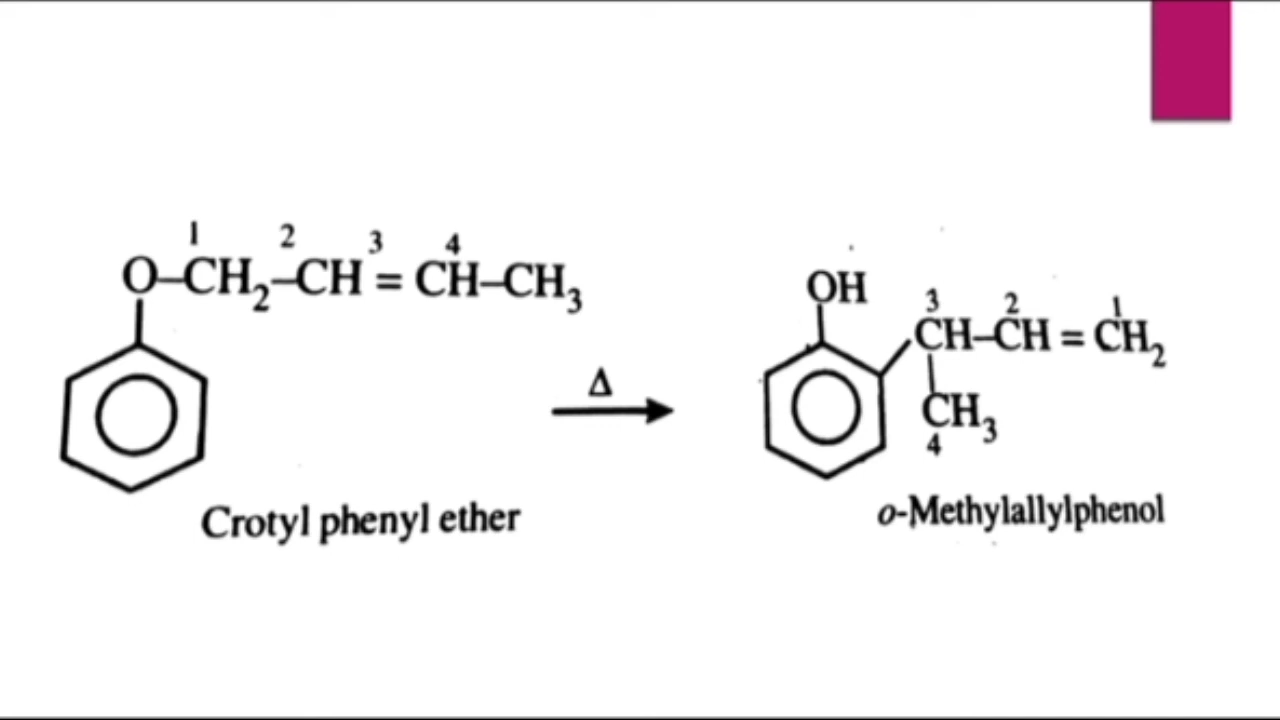 1 2 3 4
O–CH₂–CH=CH–CH₃
Δ
Crotyl phenyl ether
OH
3 2 1
CH–CH=CH₂
CH₃
4
o-Methylallylphenol